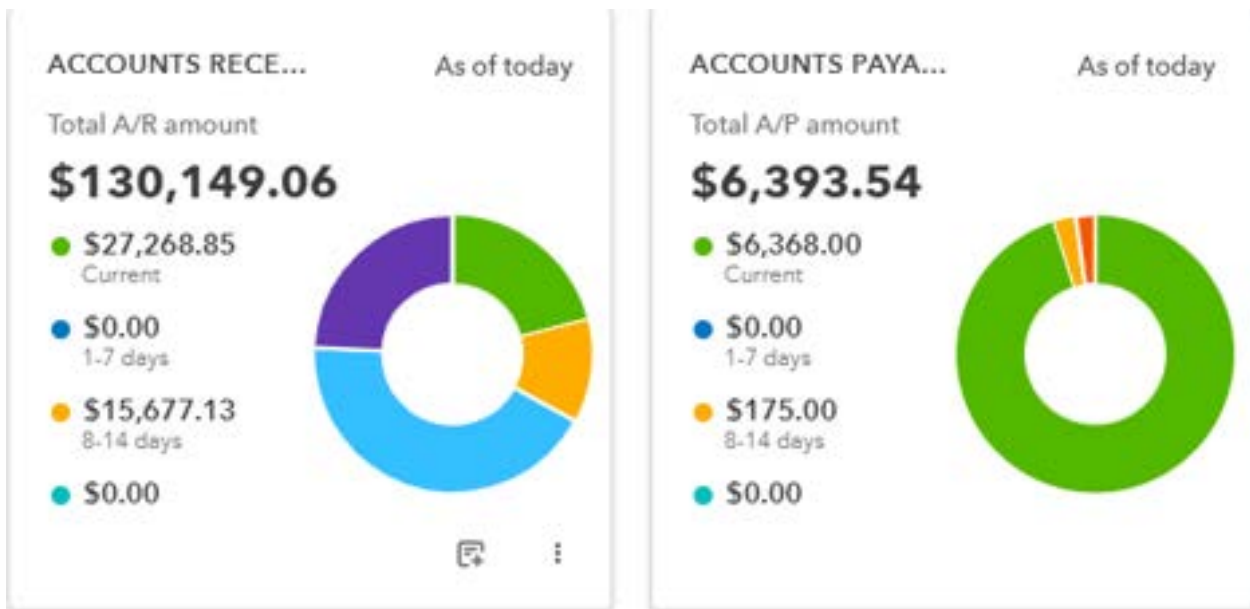 ACCOUNTS RECE...
As of today
Total A/R amount
$130,149.06
$27,268.85
Current
$0.00
1-7 days
$15,677.13
8-14 days
$0.00
ACCOUNTS PAYA...
As of today
Total A/P amount
$6,393.54
$6,368.00
Current
$0.00
1-7 days
$175.00
8-14 days
$0.00